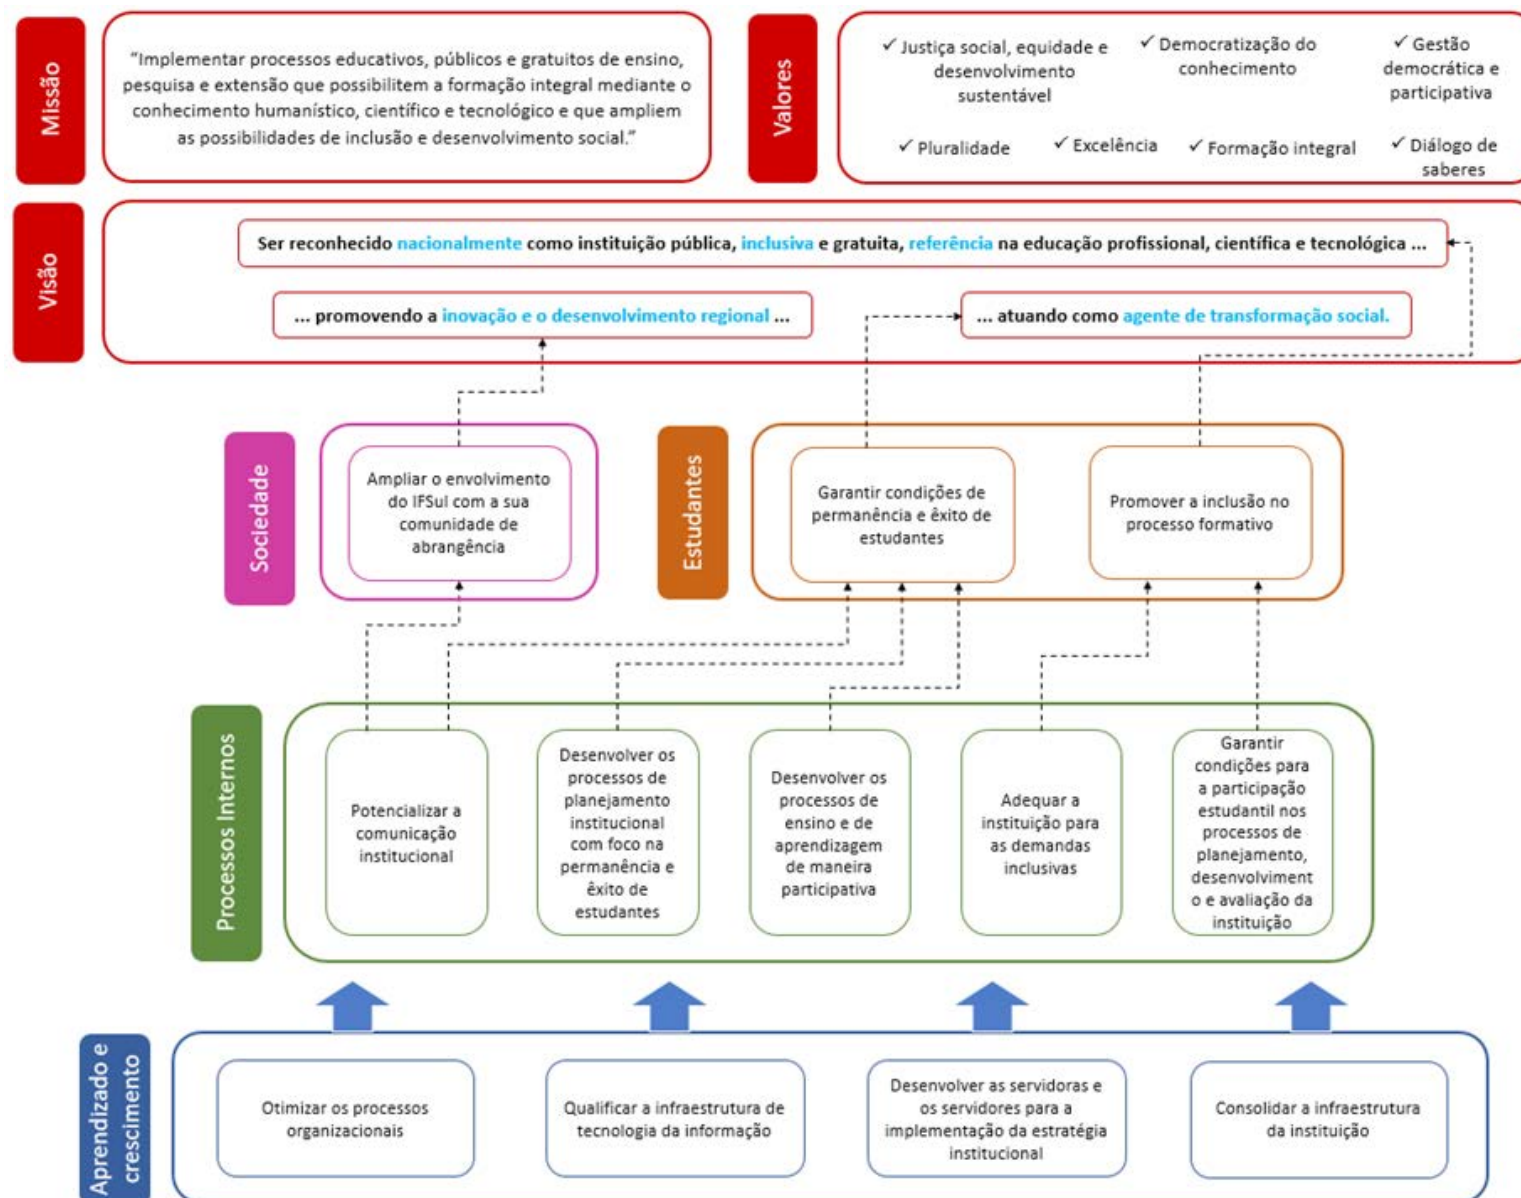 Missão
“Implementar processos educativos, públicos e gratuitos de ensino,
pesquisa e extensão que possibilitem a formação integral mediante o
conhecimento humanístico, científico e tecnológico e que ampliem
as possibilidades de inclusão e desenvolvimento social.”
Valores
✓ Justiça social, equidade e
desenvolvimento
sustentável
✓ Democratização do
conhecimento
✓ Gestão
democrática e
participativa
✓ Pluralidade
✓ Excelência
✓ Formação integral
✓ Diálogo de
saberes
Visão
Ser reconhecido nacionalmente como instituição pública, inclusiva e gratuita, referência na educação profissional, científica e tecnológica ...
... promovendo a inovação e o desenvolvimento regional ...
... atuando como agente de transformação social.
Sociedade
Ampliar o envolvimento
do IFSul com a sua
comunidade de
abrangência
Estudantes
Garantir condições de
permanência e êxito de
estudantes
Promover a inclusão no
processo formativo
Processos Internos
Potencializar a
comunicação
institucional
Desenvolver os
processos de
planejamento
institucional
com foco na
permanência e
êxito de
estudantes
Desenvolver os
processos de
ensino e de
aprendizagem
de maneira
participativa
Adequar a
instituição para
as demandas
inclusivas
Garantir
condições para
a participação
estudantil nos
processos de
planejamento,
desenvolviment
o e avaliação da
instituição
Aprendizado e
crescimento
Otimizar os processos
organizacionais
Qualificar a infraestrutura de
tecnologia da informação
Desenvolver as servidoras e
os servidores para a
implementação da estratégia
institucional
Consolidar a infraestrutura
da instituição